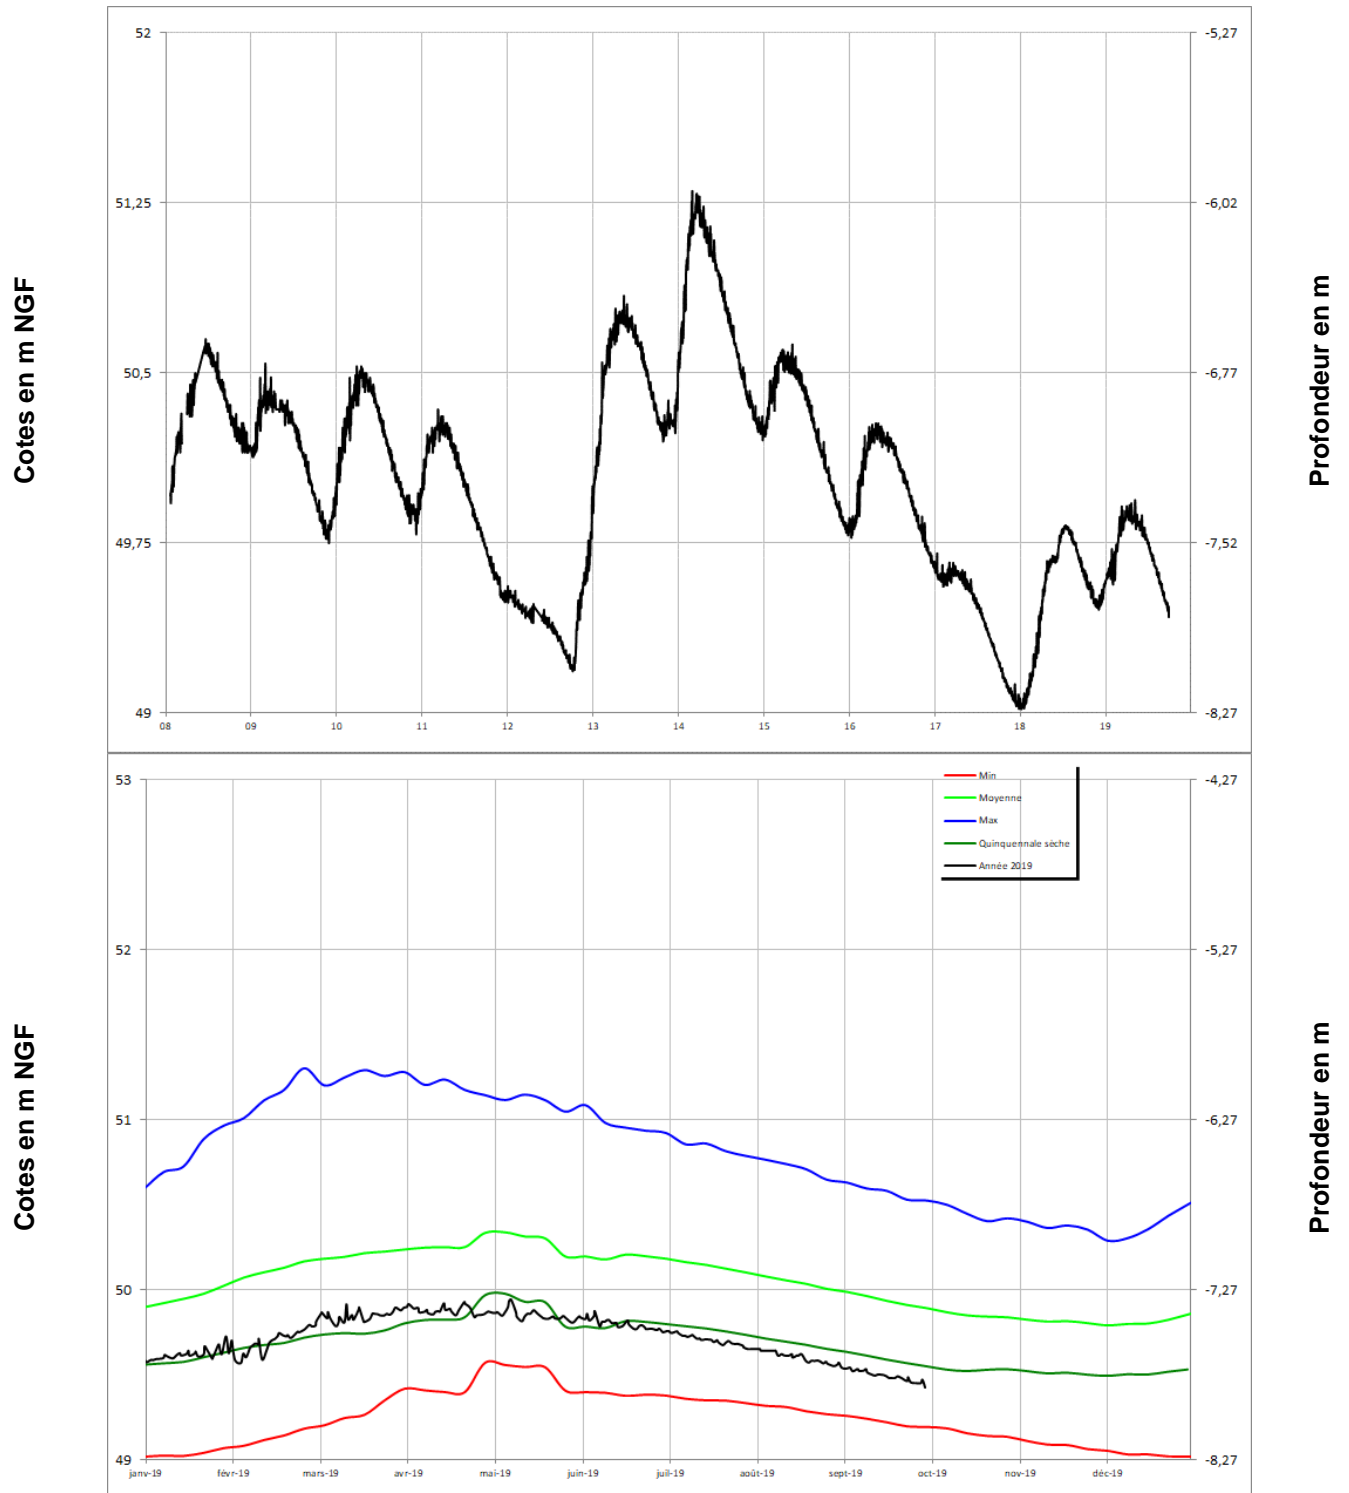 52
-5,27
51,25
-6,02
Cotes en m NGF
Profondeur en m
50,5
-6,77
49,75
-7,52
49
-8,27
08 09 10 11 12 13 14 15 16 17 18 19
53
-4,27
Min
Moyenne
Max
Quinquennale sèche
Année 2019
52
-5,27
51
-6,27
Cotes en m NGF
Profondeur en m
50
-7,27
49
-8,27
janv-19 févr-19 mars-19 avr-19 mai-19 juin-19 juil-19 août-19 sept-19 oct-19 nov-19 déc-19